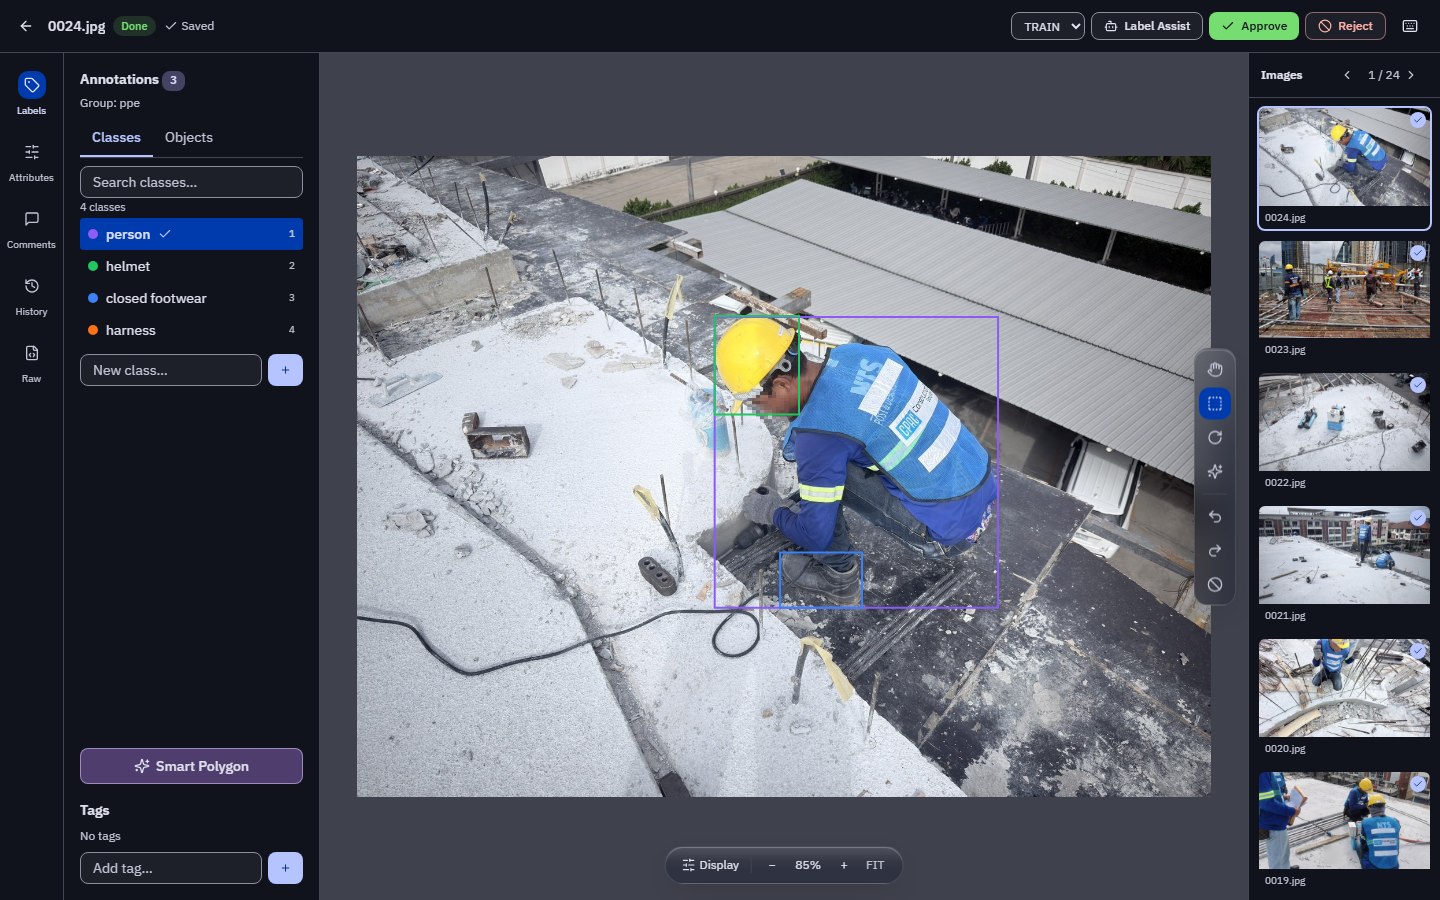 0024.jpg
Done
Saved
TRAIN
Label Assist
Approve
Reject
Labels
Attributes
Comments
History
Raw
Annotations 3
Group: ppe
Classes
Objects
Search classes...
4 classes
person 1
helmet 2
closed footwear 3
harness 4
New class...
+
Smart Polygon
Tags
No tags
Add tag...
+
NTS
CPAC
Display
−
85%
+
FIT
Images
1 / 24
0024.jpg
0023.jpg
0022.jpg
0021.jpg
0020.jpg
NTS
0019.jpg